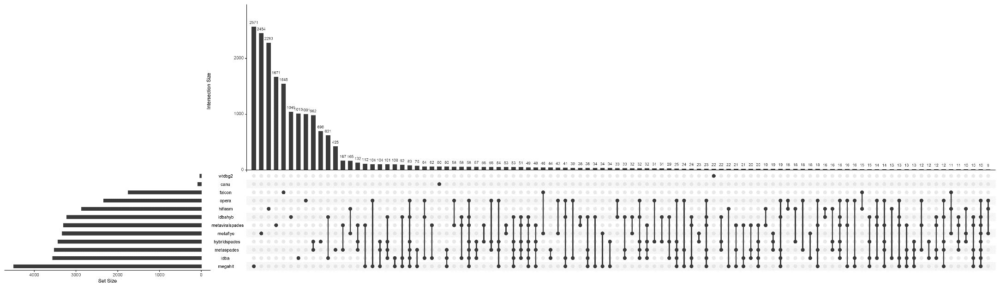 Intersection Size
2000
1000
0
2571
2454
2283
1671
1545
1045
1013
1001
982
696
621
425
167 165 132 112 104 104 101 100 92 83 75 64 62 60 60 58 58 58 57 56 56 54 53 53 51 49 48 46 44 42 41 39 36 36 34 34 34 33 33 32 32 32 31 31 29 25 24 24 23 23 22 22 21 21 20 20 19 19 19 18 18 18 18 18 16 16 16 16 16 15 15 14 14 13 13 13 13 12 12 12 12 11 11 10 10 10 9
wtdbg2
canu
falcon
opera
hifiasm
idbahyb
metaviralspades
metaflye
hybridspades
metaspades
idba
megahit
4000 3000 2000 1000 0
Set Size